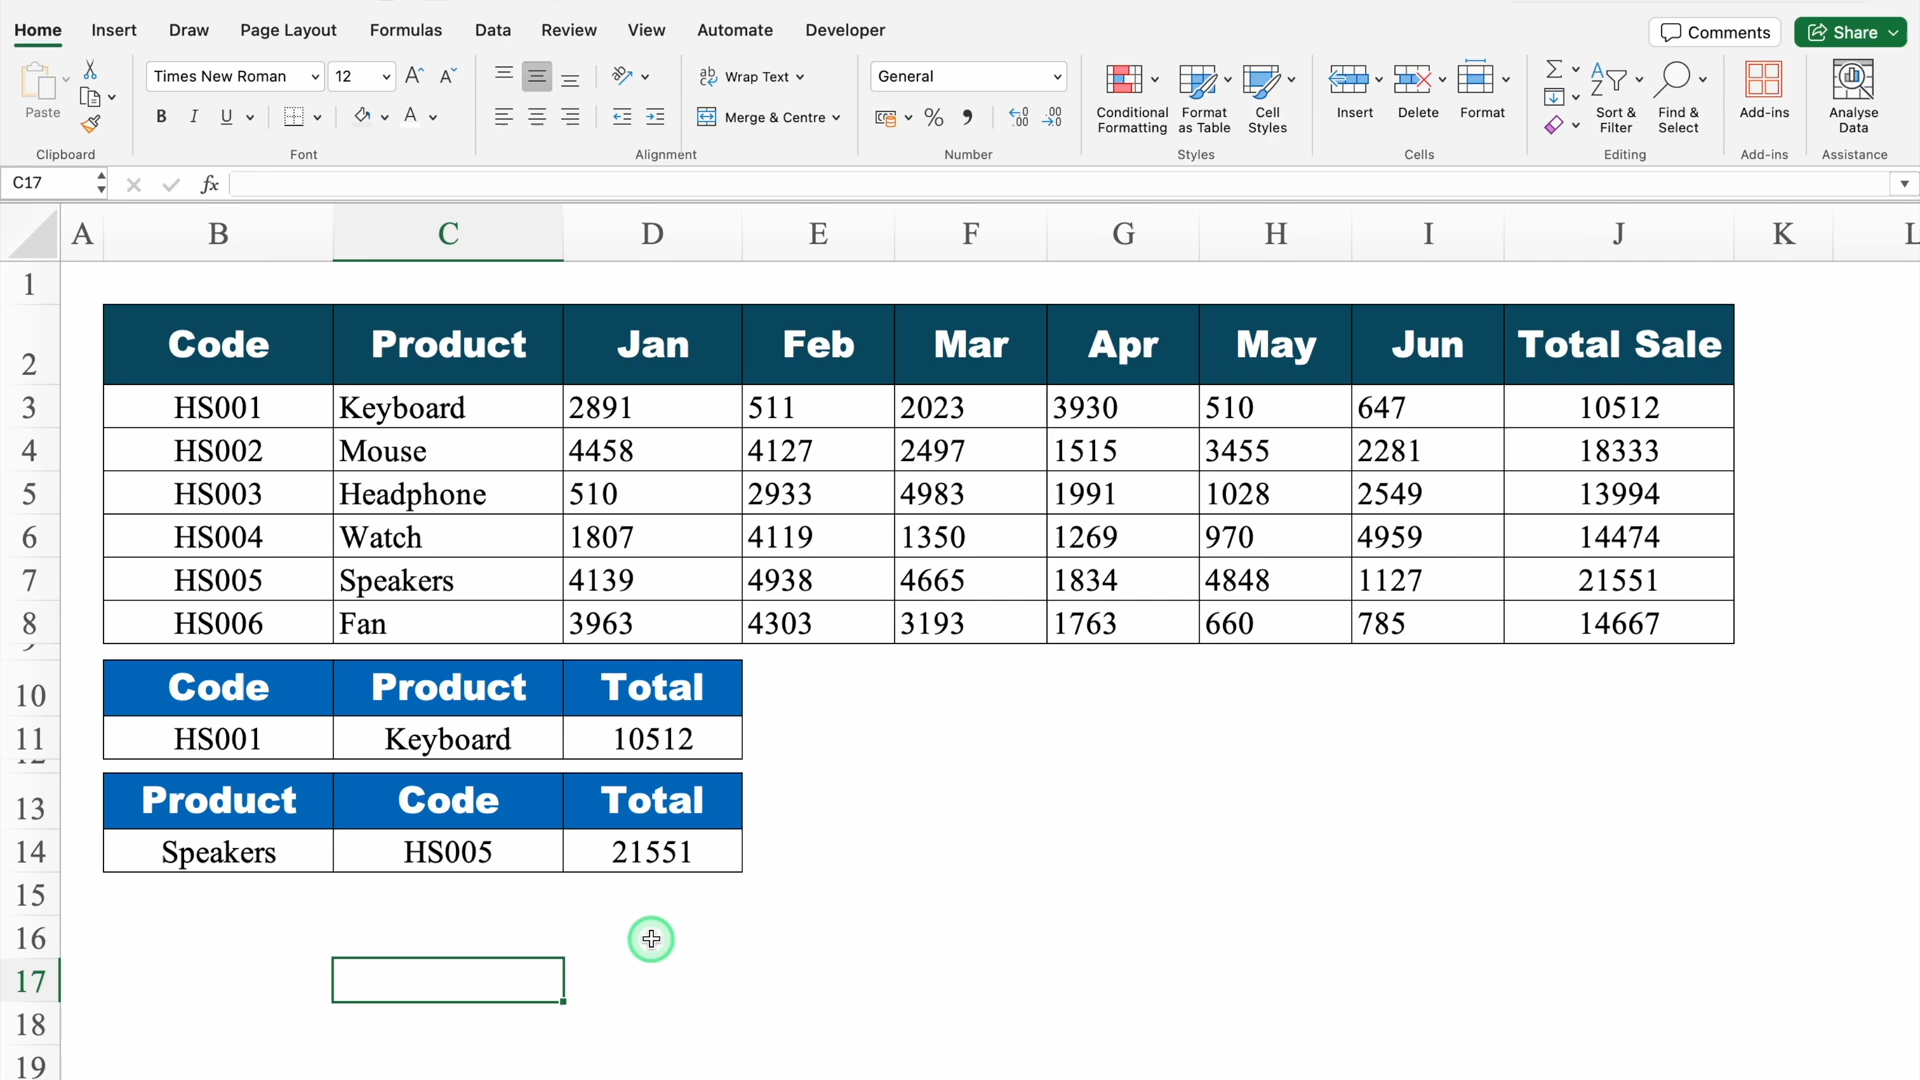 Home Insert Draw Page Layout Formulas Data Review View Automate Developer Comments Share
Times New Roman 12 Wrap Text General
Paste B I U Merge & Centre % Conditional Formatting Format as Table Cell Styles Insert Delete Format Sort & Filter Find & Select Add-ins Analyse Data
Clipboard Font Alignment Number Styles Cells Editing Add-ins Assistance
C17 fx
A B C D E F G H I J K L
1
2 Code Product Jan Feb Mar Apr May Jun Total Sale
3 HS001 Keyboard 2891 511 2023 3930 510 647 10512
4 HS002 Mouse 4458 4127 2497 1515 3455 2281 18333
5 HS003 Headphone 510 2933 4983 1991 1028 2549 13994
6 HS004 Watch 1807 4119 1350 1269 970 4959 14474
7 HS005 Speakers 4139 4938 4665 1834 4848 1127 21551
8 HS006 Fan 3963 4303 3193 1763 660 785 14667
10 Code Product Total
11 HS001 Keyboard 10512
13 Product Code Total
14 Speakers HS005 21551
15
16
17
18
19